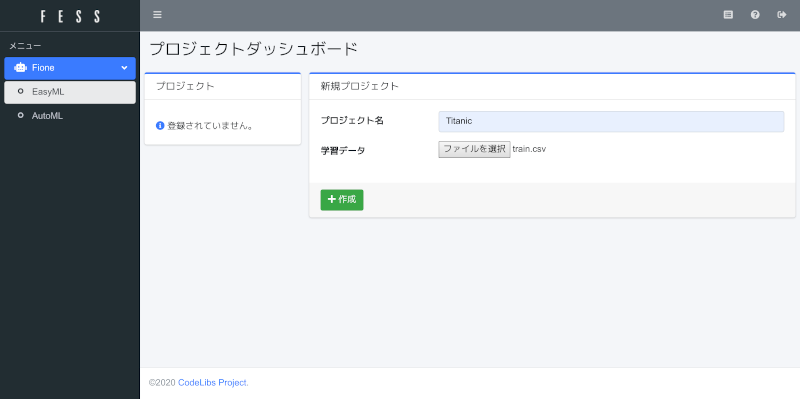 FESS
メニュー
Fione
EasyML
AutoML
プロジェクトダッシュボード
プロジェクト
登録されていません。
新規プロジェクト
プロジェクト名
Titanic
学習データ
ファイルを選択 train.csv
作成
©2020 CodeLibs Project.